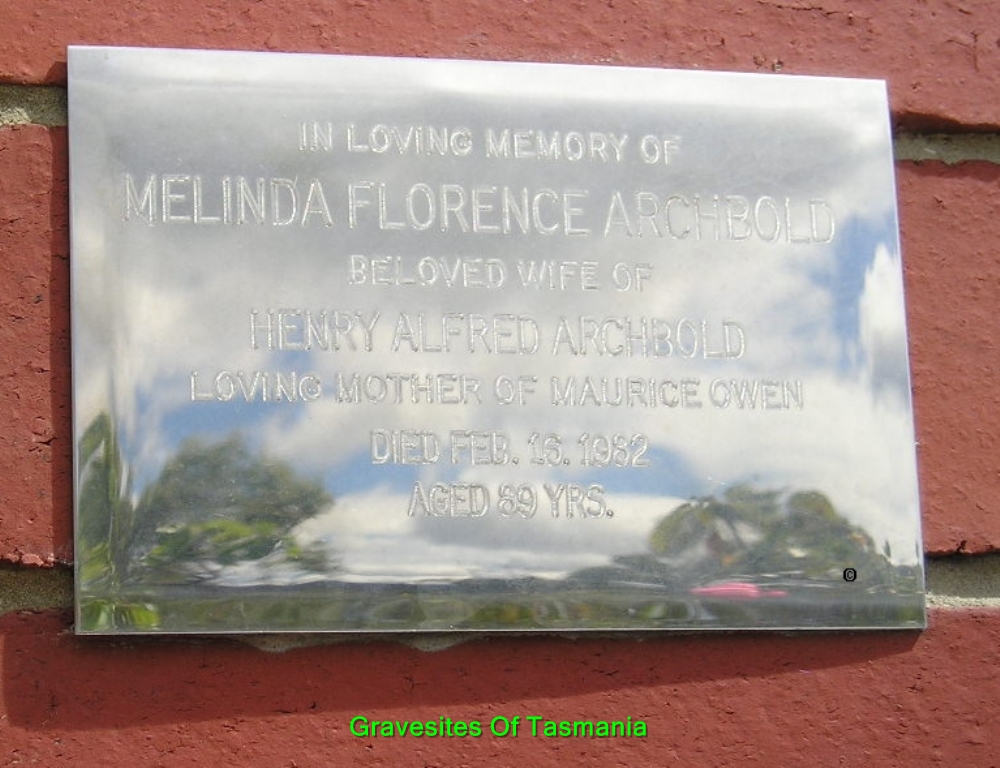 IN LOVING MEMORY OF
MELINDA FLORENCE ARCHBOLD
BELOVED WIFE OF
HENRY ALFRED ARCHBOLD
LOVING MOTHER OF MAURICE OWEN
DIED FEB. 16. 1982
AGED 89 YRS.
©
Gravesites Of Tasmania